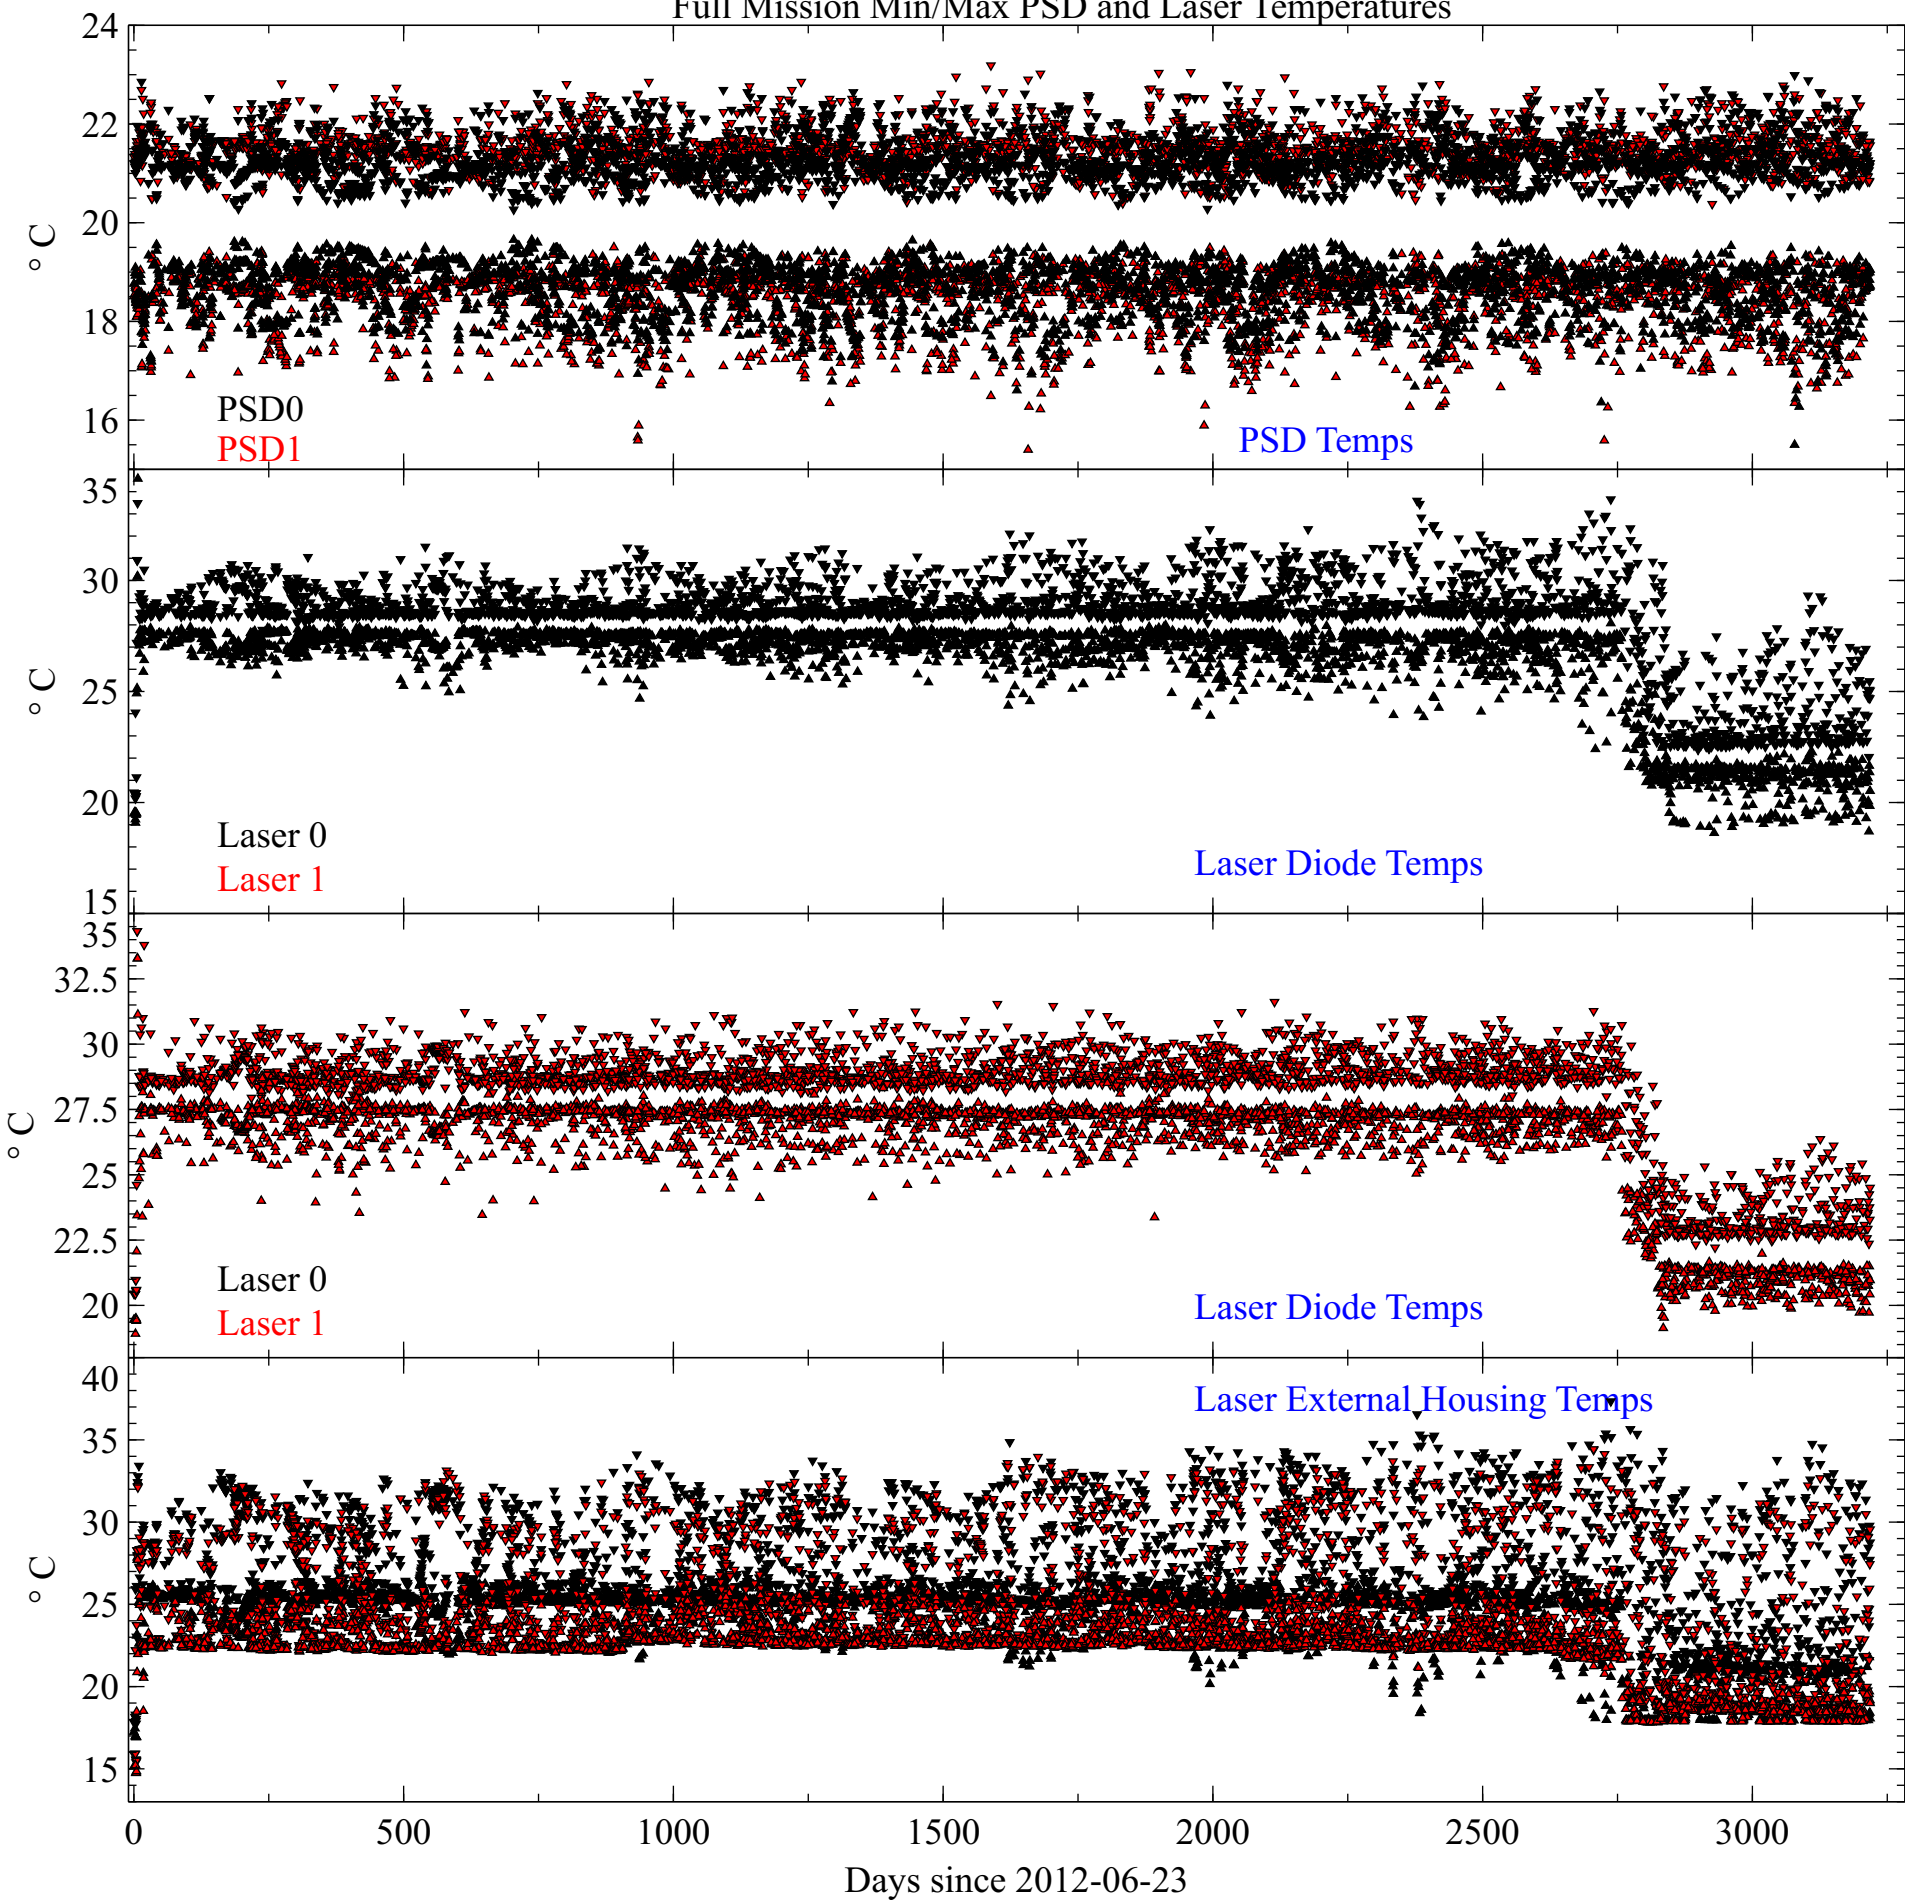 Full Mission Min/Max PSD and Laser Temperatures
24
22
20
18
16
° C
PSD0
PSD1
PSD Temps
35
30
25
20
15
° C
Laser 0
Laser 1
Laser Diode Temps
35
32.5
30
27.5
25
22.5
20
° C
Laser 0
Laser 1
Laser Diode Temps
40
35
30
25
20
15
° C
Laser External Housing Temps
0 500 1000 1500 2000 2500 3000
Days since 2012-06-23